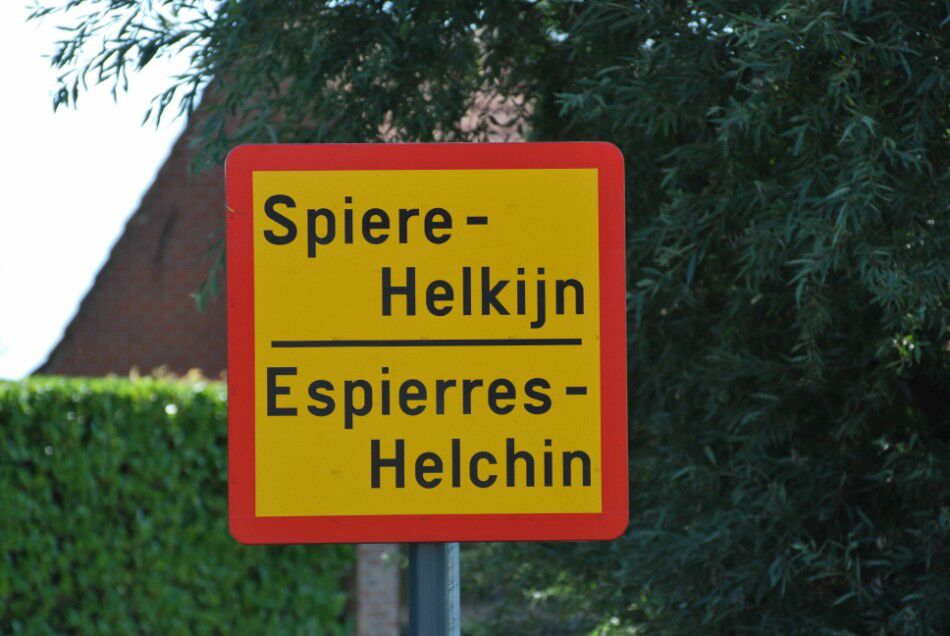 Spiere-
Helkijn
Espierres-
Helchin